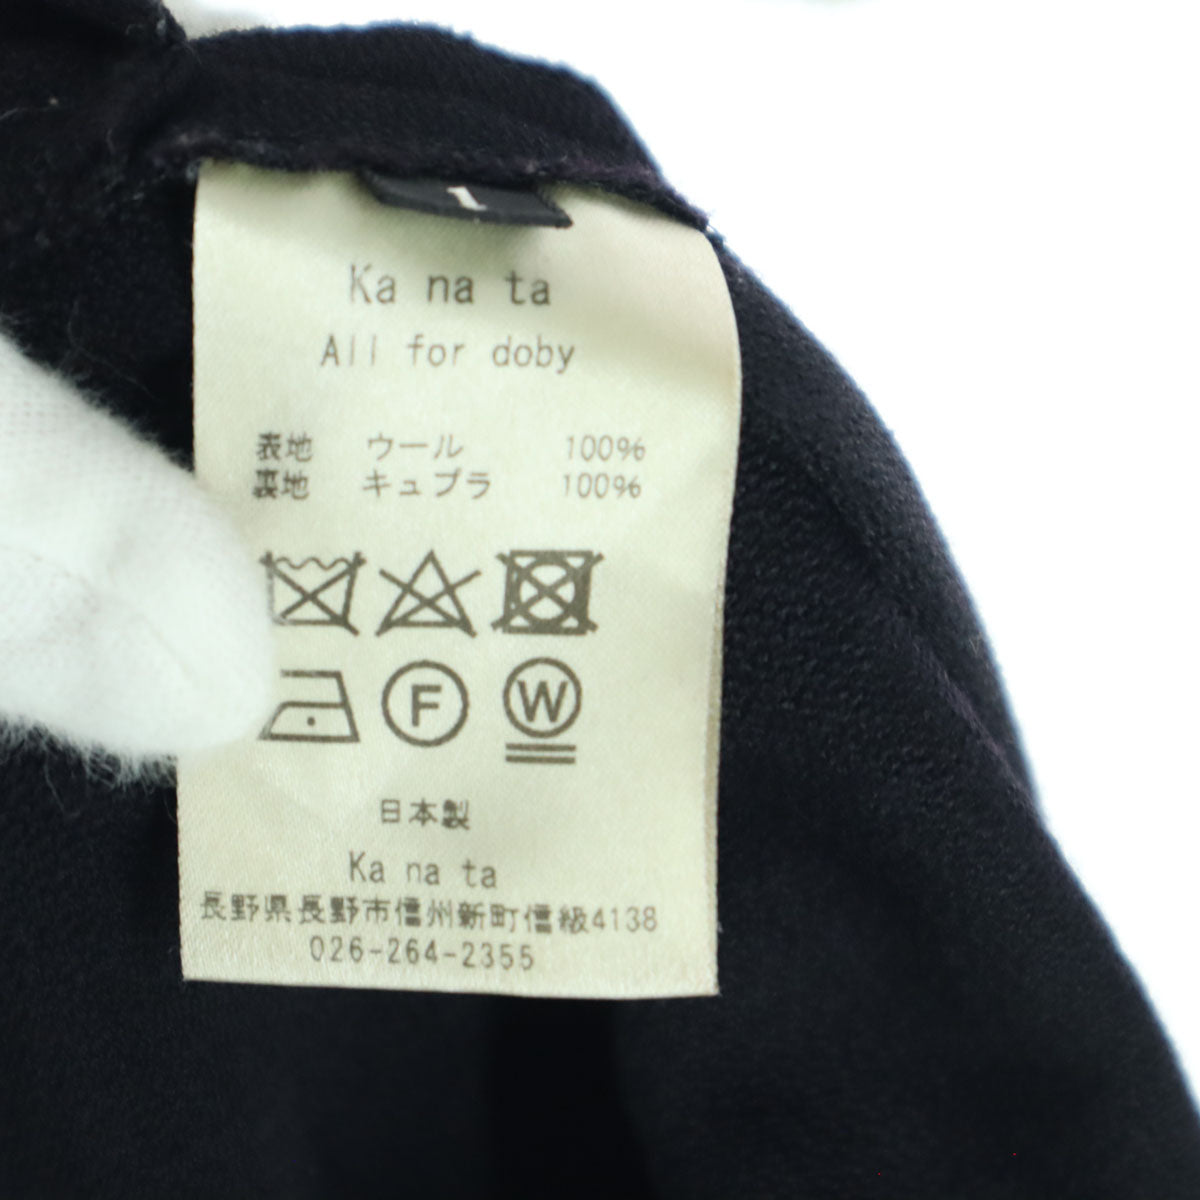 1
Ka na ta
All for doby
表地 ウール 100%
裏地 キュプラ 100%
F W
日本製
Ka na ta
長野県長野市信州新町信級4138
026-264-2355